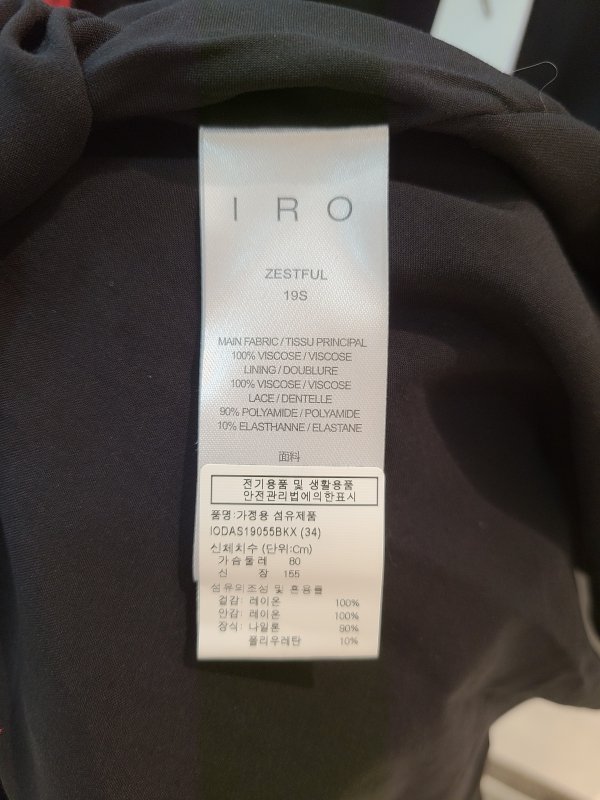 IRO
ZESTFUL
19S
MAIN FABRIC / TISSU PRINCIPAL
100% VISCOSE / VISCOSE
LINING / DOUBLURE
100% VISCOSE / VISCOSE
LACE / DENTELLE
90% POLYAMIDE / POLYAMIDE
10% ELASTHANNE / ELASTANE
面料
전기용품 및 생활용품
안전관리법에의한표시
품명:가정용 섬유제품
IODAS19055BKX (34)
신체치수 (단위:Cm)
가슴둘레 80
신 장 155
섬유의조성 및 혼용률
겉감: 레이온 100%
안감: 레이온 100%
장식: 나일론 90%
폴리우레탄 10%